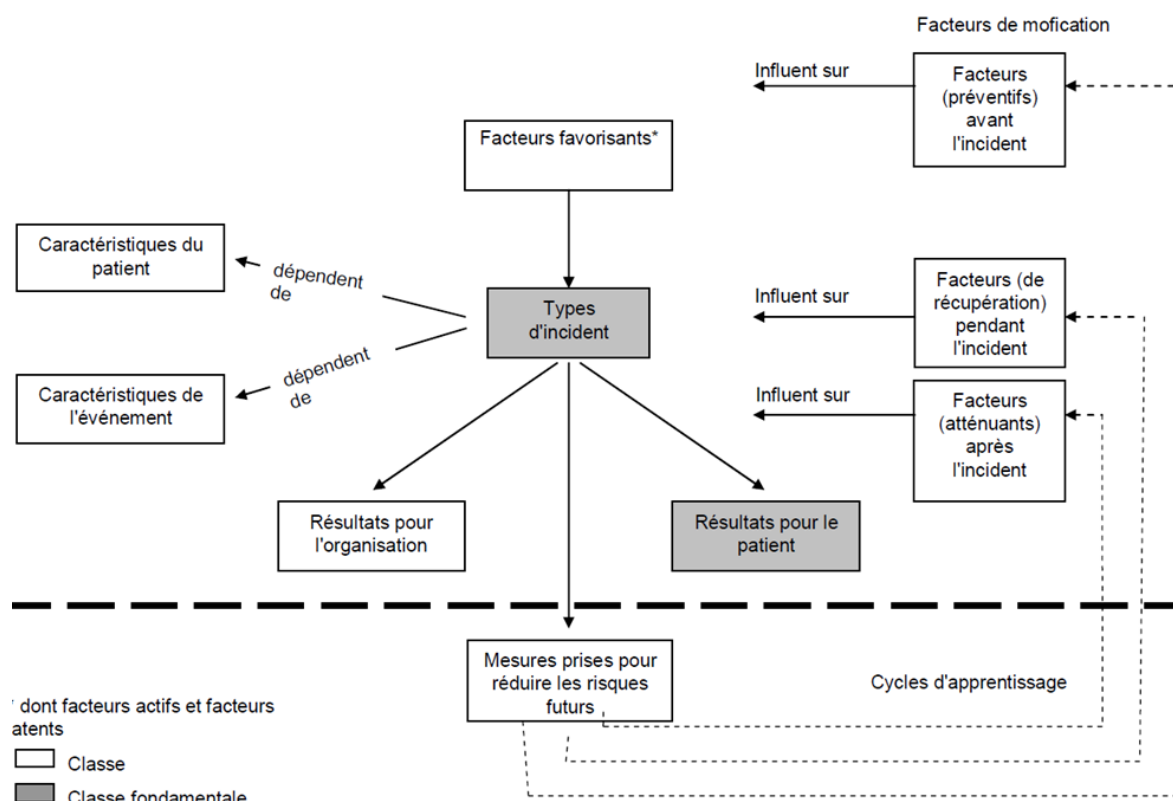 Facteurs de mofication
Influent sur
Facteurs
(préventifs)
avant
l'incident
Facteurs favorisants*
Caractéristiques du
patient
dépendent
de
Types
d'incident
Influent sur
Facteurs (de
récupération)
pendant
l'incident
Caractéristiques de
l'événement
dépendent
de
Influent sur
Facteurs
(atténuants)
après
l'incident
Résultats pour
l'organisation
Résultats pour le
patient
Mesures prises pour
réduire les risques
futurs
Cycles d'apprentissage
* dont facteurs actifs et facteurs
atents
Classe
Classe fondamentale